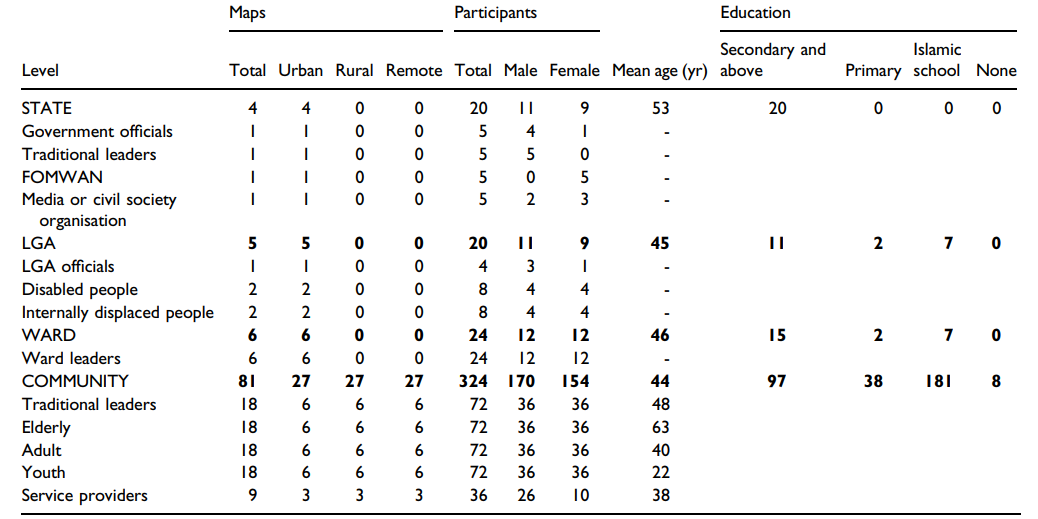 Maps Participants Education
Secondary and Islamic
Level Total Urban Rural Remote Total Male Female Mean age (yr) above Primary school None
STATE 4 4 0 0 20 11 9 53 20 0 0 0
Government officials 1 1 0 0 5 4 1 -
Traditional leaders 1 1 0 0 5 5 0 -
FOMWAN 1 1 0 0 5 0 5 -
Media or civil society 1 1 0 0 5 2 3 -
organisation
LGA 5 5 0 0 20 11 9 45 11 2 7 0
LGA officials 1 1 0 0 4 3 1 -
Disabled people 2 2 0 0 8 4 4 -
Internally displaced people 2 2 0 0 8 4 4 -
WARD 6 6 0 0 24 12 12 46 15 2 7 0
Ward leaders 6 6 0 0 24 12 12 -
COMMUNITY 81 27 27 27 324 170 154 44 97 38 181 8
Traditional leaders 18 6 6 6 72 36 36 48
Elderly 18 6 6 6 72 36 36 63
Adult 18 6 6 6 72 36 36 40
Youth 18 6 6 6 72 36 36 22
Service providers 9 3 3 3 36 26 10 38